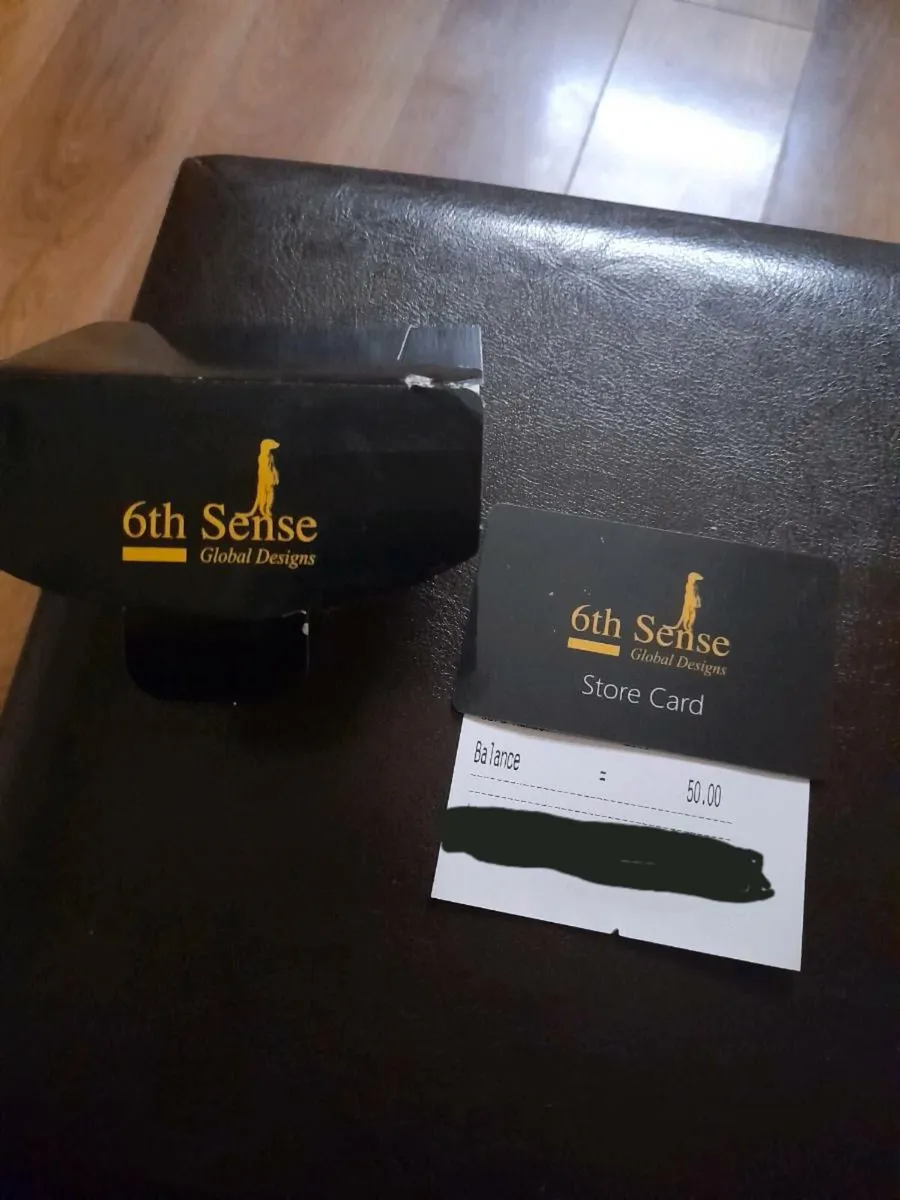 6th Sense
Global Designs
6th Sense
Global Designs
Store Card
Balance = 50.00